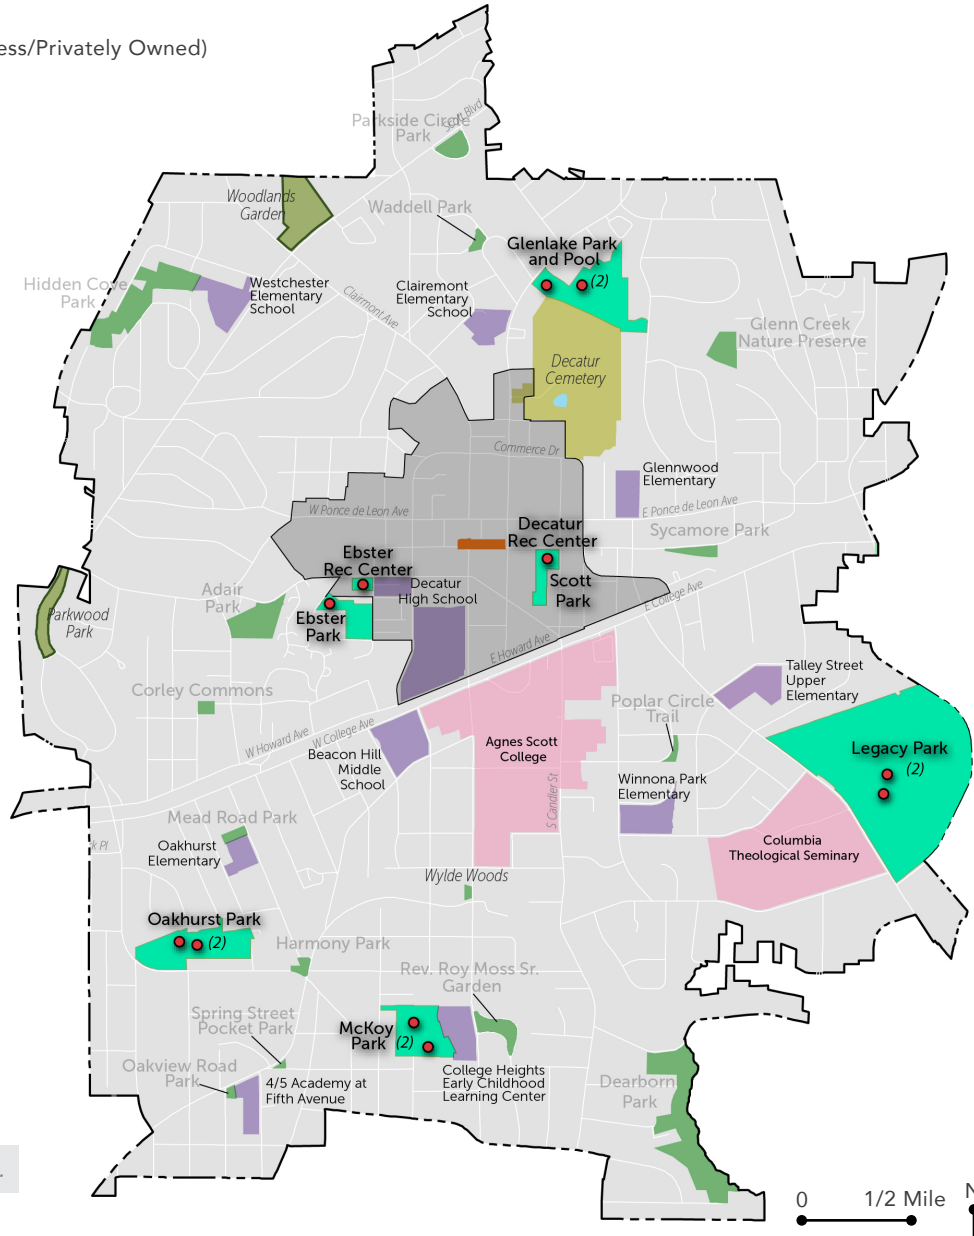 ess/Privately Owned)
Parkside Circle
Park
Scott Blvd
Woodlands
Garden
Waddell Park
Glenlake Park
and Pool
(2)
Hidden Cove
Park
Westchester
Elementary
School
Clairemont
Elementary
School
Clairmont Ave
Glenn Creek
Nature Preserve
Decatur
Cemetery
Commerce Dr
Glennwood
Elementary
W Ponce de Leon Ave
E Ponce de Leon Ave
Decatur
Rec Center
Sycamore Park
Ebster
Rec Center
Decatur
High School
Scott
Park
Adair
Park
Ebster
Park
E College Ave
Parkwood
Park
E Howard Ave
Talley Street
Upper
Elementary
Corley Commons
Poplar Circle
Trail
W Howard Ave
W College Ave
Agnes Scott
College
Legacy Park
(2)
Beacon Hill
Middle
School
Winnona Park
Elementary
S Candler St
Mead Road Park
k Pl
Oakhurst
Elementary
Columbia
Theological Seminary
Wylde Woods
Oakhurst Park
(2)
Harmony Park
Rev. Roy Moss Sr.
Garden
Spring Street
Pocket Park
McKoy
Park
(2)
Oakview Road
Park
4/5 Academy at
Fifth Avenue
College Heights
Early Childhood
Learning Center
Dearborn
Park
0
1/2 Mile
N